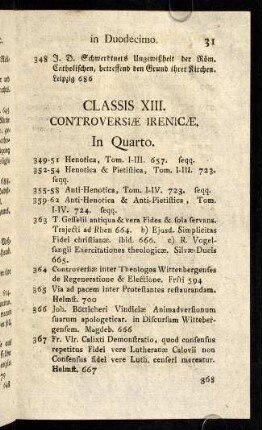 in Duodecimo. 31
348 J. D. Schwerktners Ungewißheit der Röm.
Catholischen, betreffend den Grund ihrer Kirchen.
Leipzig 686
CLASSIS XIII.
CONTROVERSIÆ IRENICÆ,
In Quarto.
349-51 Henotica, Tom. I-III. 657. seqq.
352-54 Henotica & Pietistica, Tom. I-III. 723.
seqq.
355-58 Anti-Henotica, Tom. I-IV. 723. seqq.
359-62 Anti-Henotica & Anti-Pietistica, Tom.
I-IV. 724. seqq.
363 T Gesselii antiqua & vera Fides & sola servans.
Trajecti ad Rhen 664. b) Ejusd. Simplicitas
Fidei christianæ. ibid. 666. c) R. Vogel-
sangii Exercitationes theologicæ. Silvæ-Ducis
665.
364 Controversiæ inter Theologos Wittenbergenses
de Regeneratione & Electione. Frfti 594
365 Via ad pacem inter Protestantes restaurandam.
Helmst. 700
366 Joh. Bötticheri Vindiciæ Animadversionum
suarum apologeticar. in Discursum Witteber-
gensem. Magdeb. 666
367 Fr. Vlr. Calixti Demonstratio, quod consensus
repetitus Fidei vere Lutheranæ Calovii non
Consensus fidei vere Luth. censeri mereatur.
Helmst. 667
368